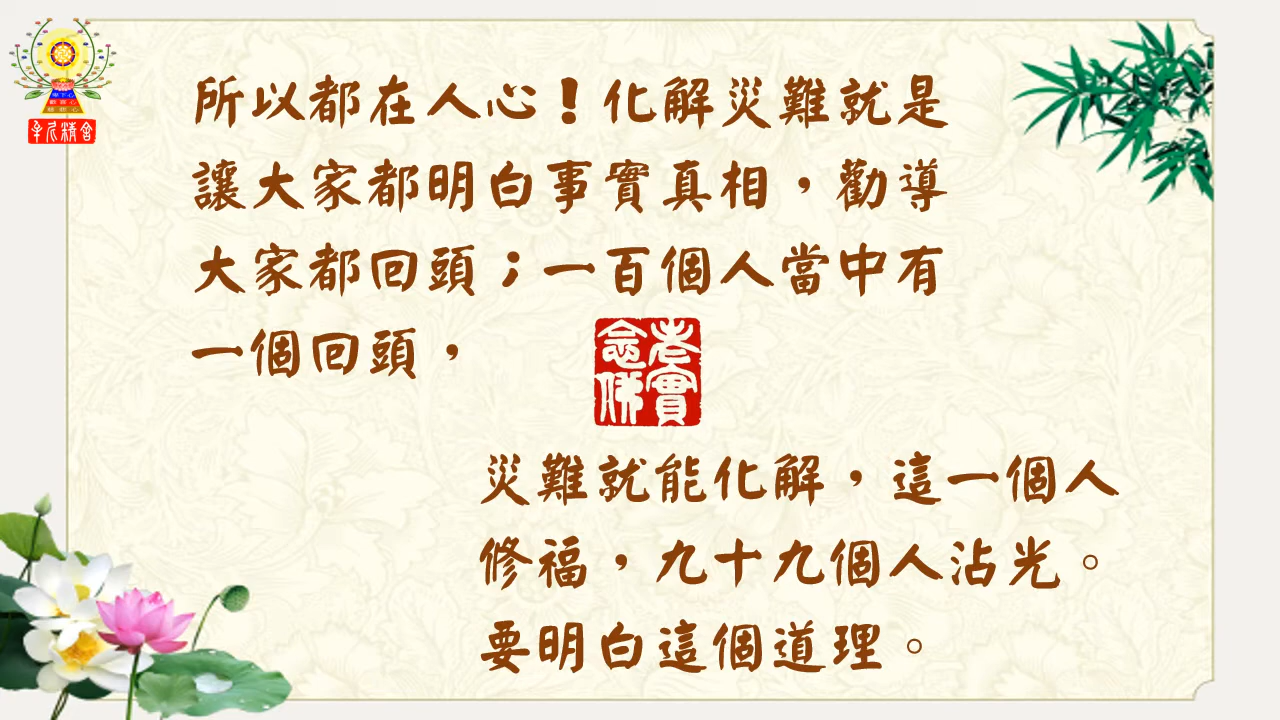 所以都在人心！化解災難就是
讓大家都明白事實真相，勸導
大家都回頭；一百個人當中有
一個回頭，
老實
念佛
災難就能化解，這一個人
修福，九十九個人沾光。
要明白這個道理。